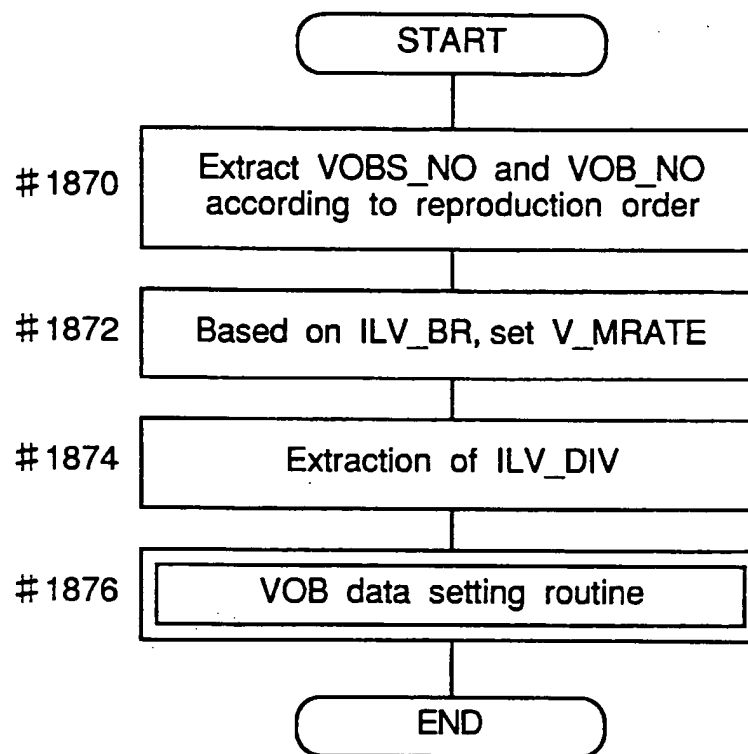 START
#1870
Extract VOBS_NO and VOB_NO
according to reproduction order
#1872
Based on ILV_BR, set V_MRATE
#1874
Extraction of ILV_DIV
#1876
VOB data setting routine
END